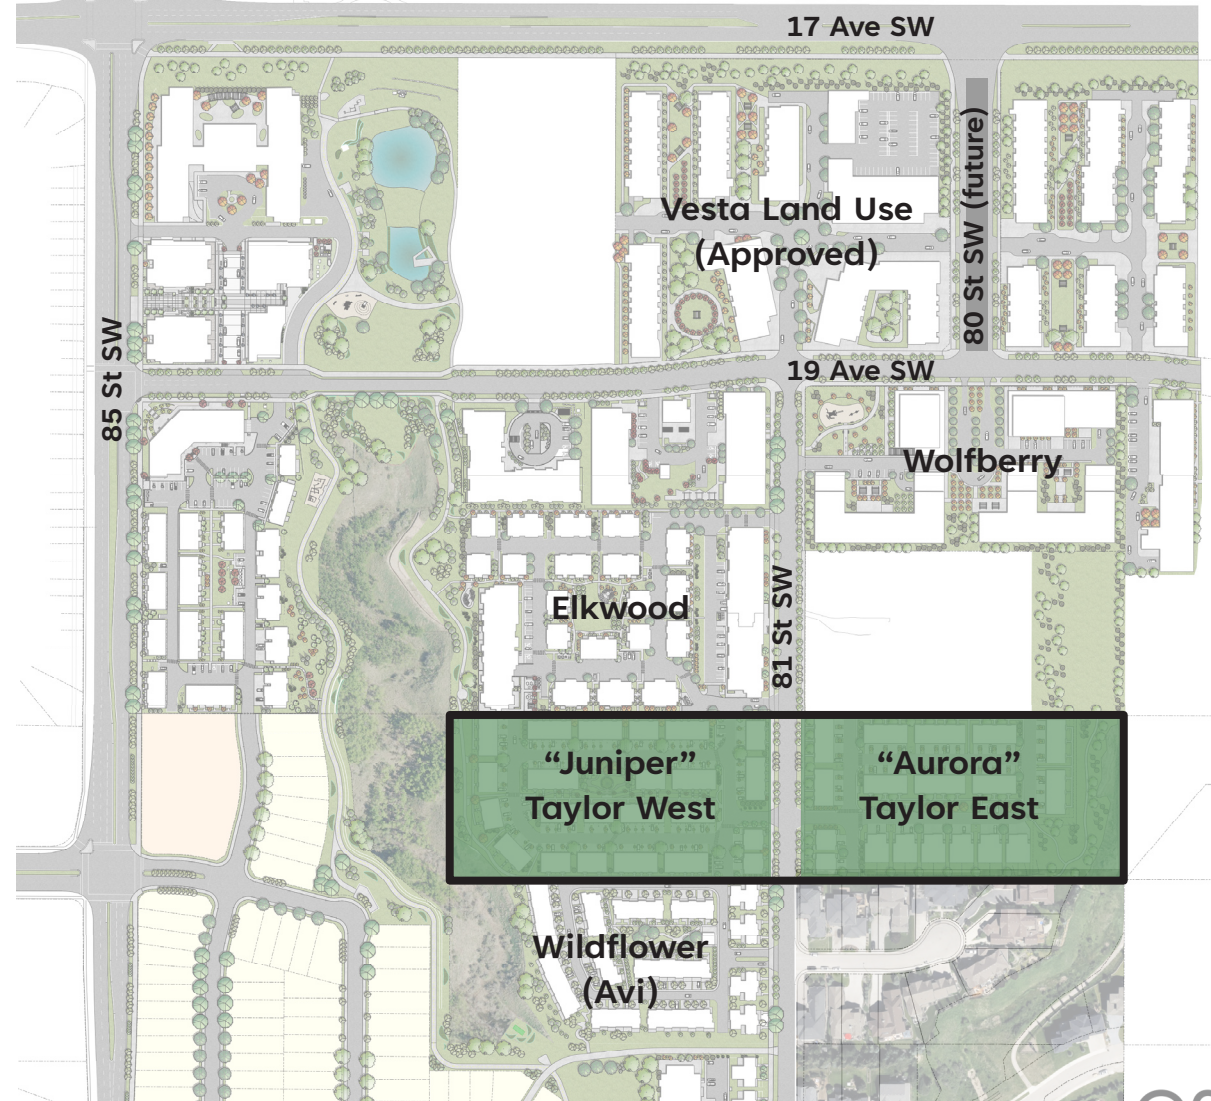 17 Ave SW
80 St SW (future)
Vesta Land Use
(Approved)
85 St SW
19 Ave SW
Wolfberry
Elkwood
81 St SW
“Juniper”
Taylor West
“Aurora”
Taylor East
Wildflower
(Avi)